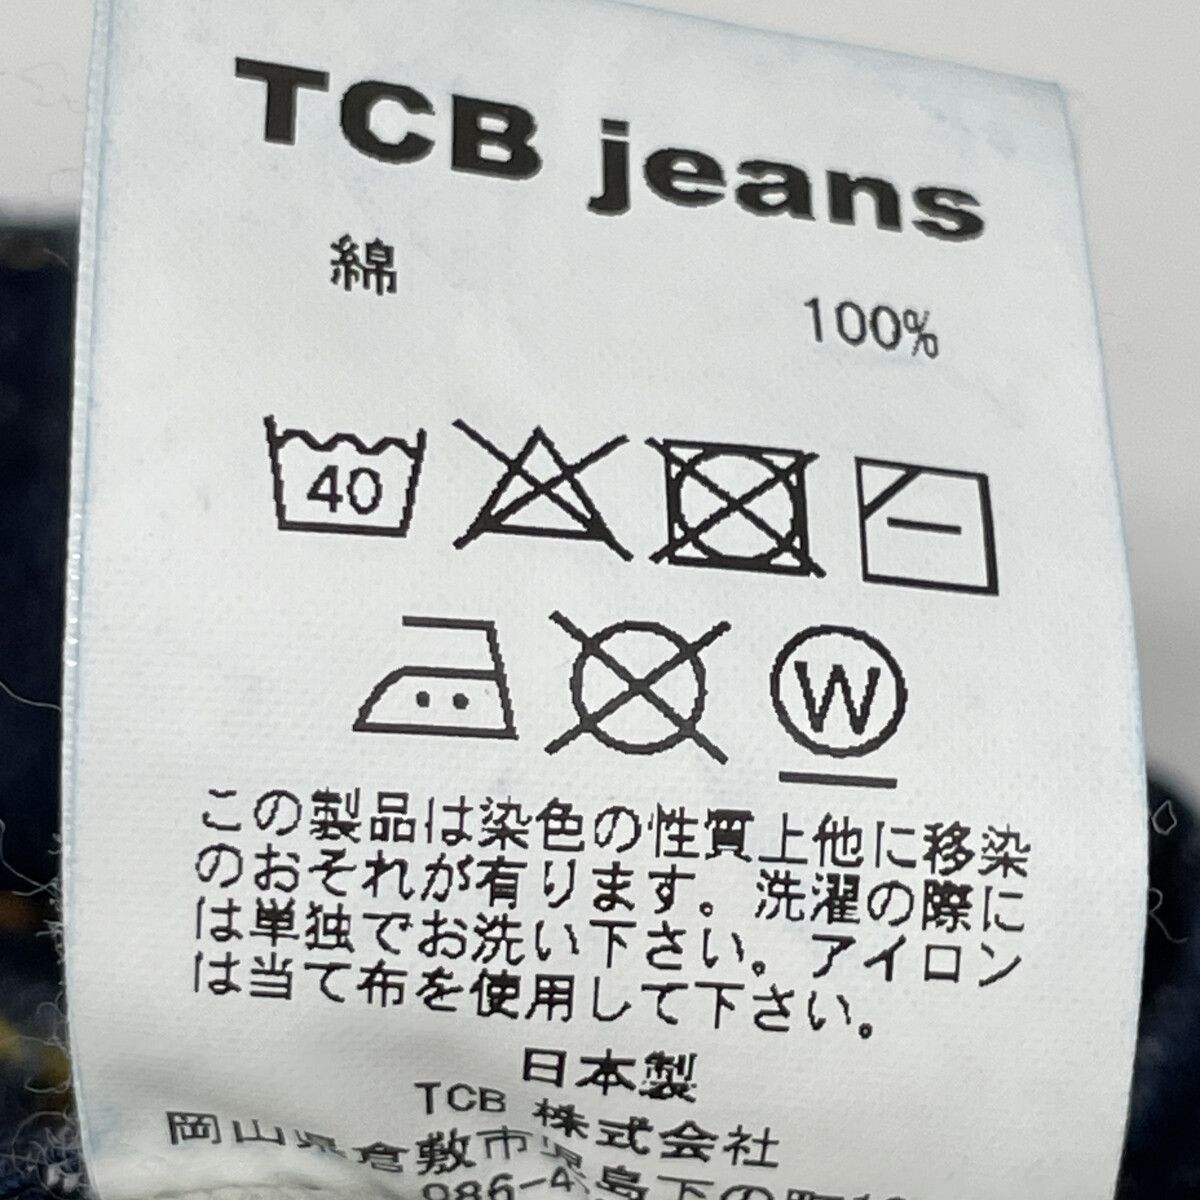 TCB jeans
綿 100%
40
W
この製品は染色の性質上他に移染
のおそれが有ります。洗濯の際に
は単独でお洗い下さい。アイロン
は当て布を使用して下さい。
日本製
TCB 株式会社
岡山県倉敷市児島下の町